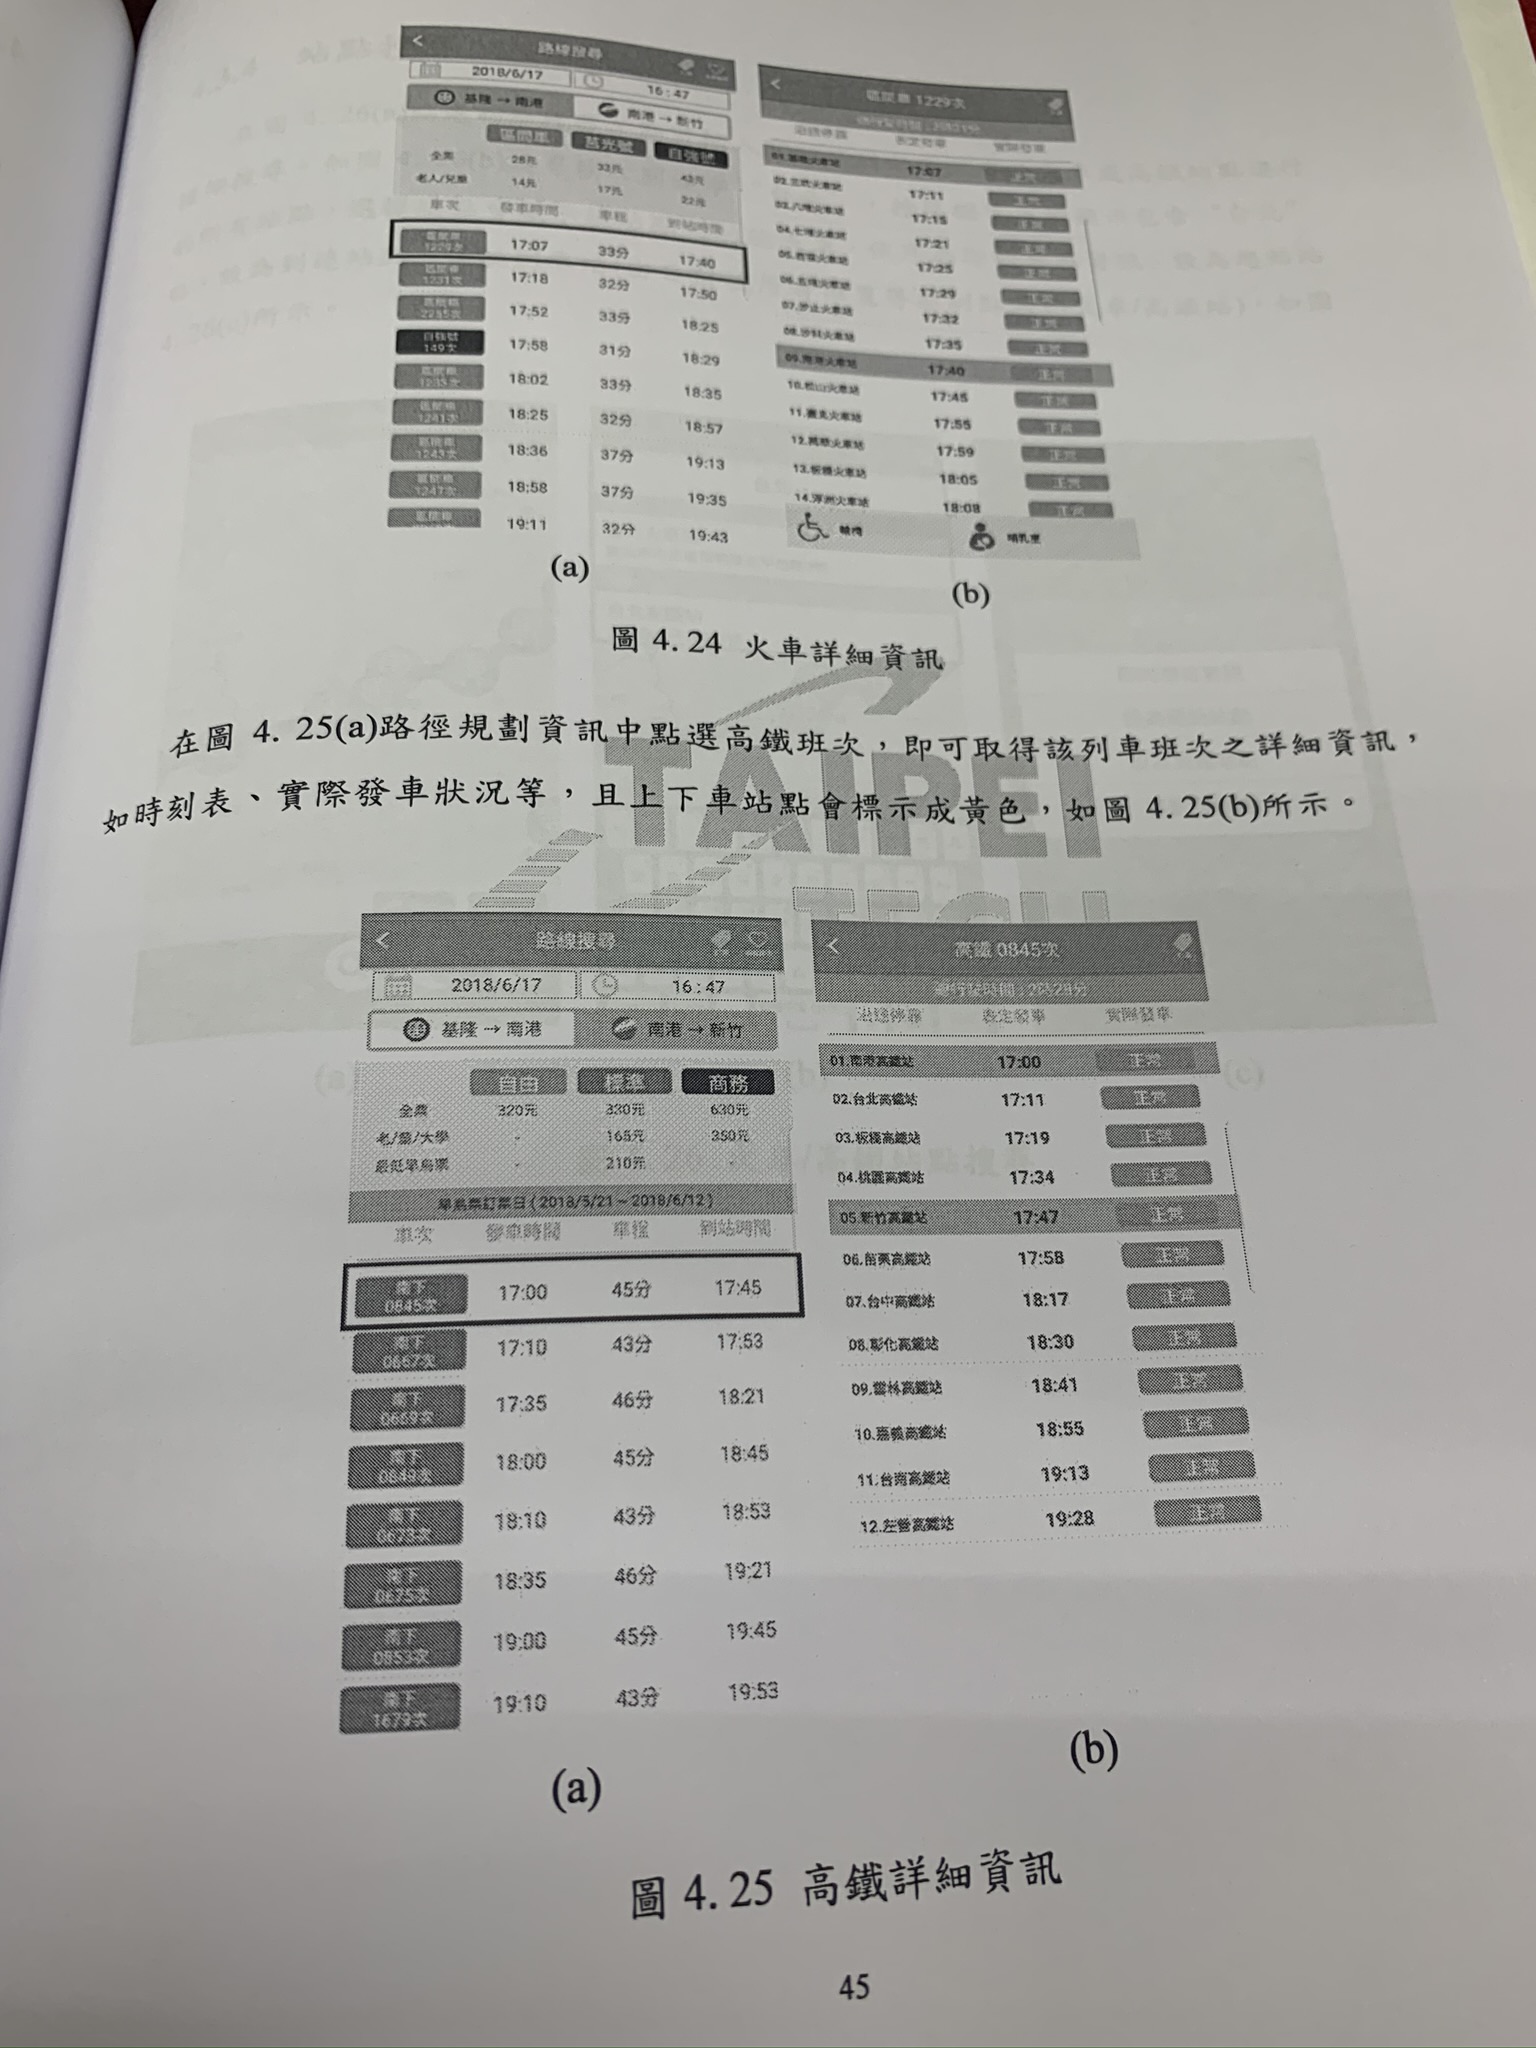 路線搜尋
2018/6/17 16:47
基隆→南港 南港→新竹
區間車 莒光號 自強號
全票 28元 33元 43元
老人/兒童 14元 17元 22元
車次 發車時間 車程 到站時間
區間車 1229次 17:07 33分 17:40
1231次 17:18 32分 17:50
17:52 33分 18:25
自強號 149次 17:58 31分 18:29
18:02 33分 18:35
1241次 18:25 32分 18:57
1243次 18:36 37分 19:13
1247次 18:58 37分 19:35
19:11 32分 19:43
(a)
區間車 1229次
沿途停靠 表定發車 實際發車
01.基隆火車站 17:07 正常
02.三坑火車站 17:11 正常
03.八堵火車站 17:15 正常
04.七堵火車站 17:21 正常
05.百福火車站 17:25 正常
06.五堵火車站 17:29 正常
07.汐止火車站 17:32 正常
08.汐科火車站 17:35 正常
09.南港火車站 17:40 正常
10.松山火車站 17:45 正常
11.臺北火車站 17:55 正常
12.萬華火車站 17:59 正常
13.板橋火車站 18:05 正常
14.浮洲火車站 18:08 正常
輪椅 哺乳室
(b)
圖 4.24 火車詳細資訊
在圖 4.25(a)路徑規劃資訊中點選高鐵班次，即可取得該列車班次之詳細資訊，
如時刻表、實際發車狀況等，且上下車站點會標示成黃色，如圖 4.25(b)所示。
TAIPEI
TECH
路線搜尋
2018/6/17 16:47
基隆→南港 南港→新竹
自由 標準 商務
全票 320元 330元 630元
老/孩/大學 - 165元 350元
最低早鳥票 - 210元 -
早鳥票訂票日(2018/5/21~2018/6/12)
車次 發車時間 車程 到站時間
南下 0845次 17:00 45分 17:45
南下 0667次 17:10 43分 17:53
南下 0669次 17:35 46分 18:21
南下 0849次 18:00 45分 18:45
南下 0673次 18:10 43分 18:53
南下 0675次 18:35 46分 19:21
南下 0853次 19:00 45分 19:45
南下 1679次 19:10 43分 19:53
(a)
高鐵 0845次
總行駛時間：2時28分
沿途停靠 表定發車 實際發車
01.南港高鐵站 17:00 正常
02.台北高鐵站 17:11 正常
03.板橋高鐵站 17:19 正常
04.桃園高鐵站 17:34 正常
05.新竹高鐵站 17:47 正常
06.苗栗高鐵站 17:58 正常
07.台中高鐵站 18:17 正常
08.彰化高鐵站 18:30 正常
09.雲林高鐵站 18:41 正常
10.嘉義高鐵站 18:55 正常
11.台南高鐵站 19:13 正常
12.左營高鐵站 19:28 正常
(b)
圖 4.25 高鐵詳細資訊
45